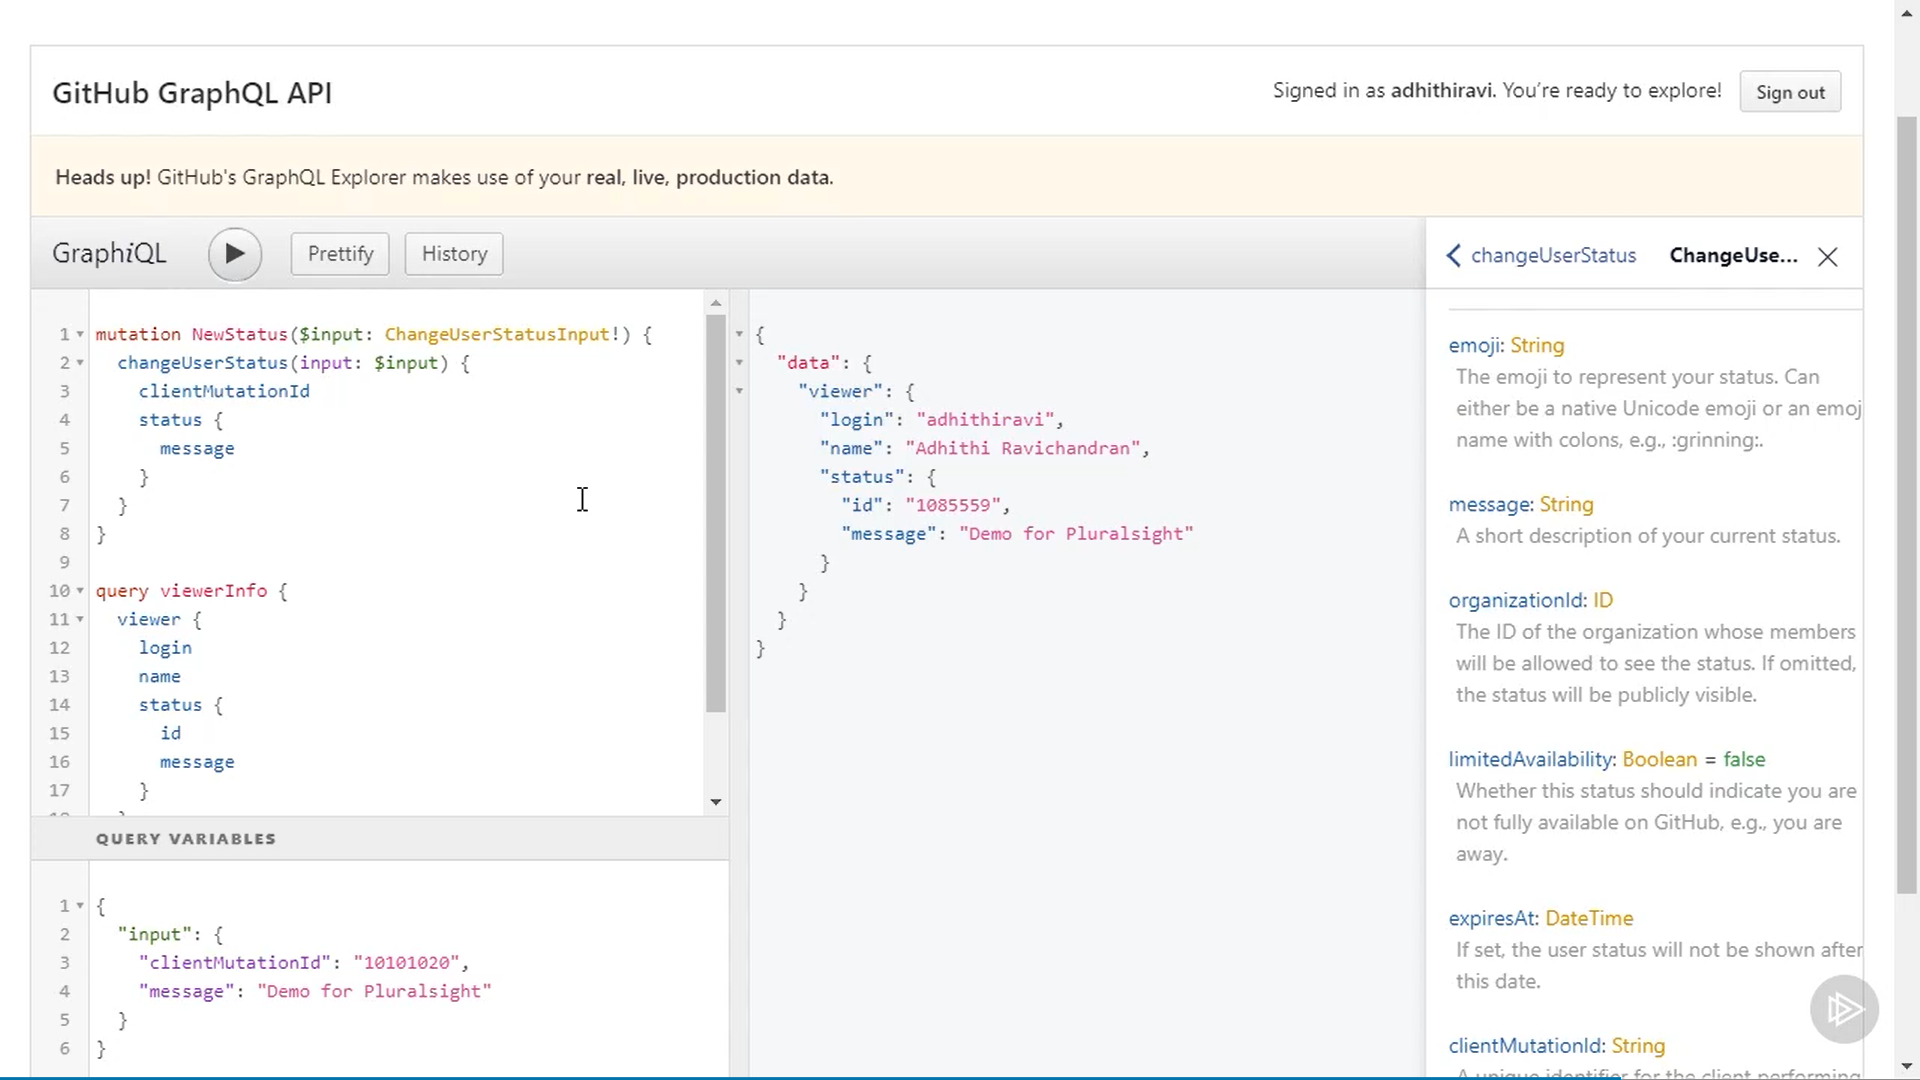 GitHub GraphQL API
Signed in as adhithiravi. You’re ready to explore!
Sign out
Heads up! GitHub's GraphQL Explorer makes use of your real, live, production data.
GraphiQL
Prettify
History
1 mutation NewStatus($input: ChangeUserStatusInput!) {
2 changeUserStatus(input: $input) {
3 clientMutationId
4 status {
5 message
6 }
7 }
8 }
9
10 query viewerInfo {
11 viewer {
12 login
13 name
14 status {
15 id
16 message
17 }
QUERY VARIABLES
1 {
2 "input": {
3 "clientMutationId": "10101020",
4 "message": "Demo for Pluralsight"
5 }
6 }
{
"data": {
"viewer": {
"login": "adhithiravi",
"name": "Adhithi Ravichandran",
"status": {
"id": "1085559",
"message": "Demo for Pluralsight"
}
}
}
}
changeUserStatus
ChangeUse...
emoji: String
The emoji to represent your status. Can
either be a native Unicode emoji or an emoj
name with colons, e.g., :grinning:.
message: String
A short description of your current status.
organizationId: ID
The ID of the organization whose members
will be allowed to see the status. If omitted,
the status will be publicly visible.
limitedAvailability: Boolean = false
Whether this status should indicate you are
not fully available on GitHub, e.g., you are
away.
expiresAt: DateTime
If set, the user status will not be shown after
this date.
clientMutationId: String
A unique identifier for the client performing